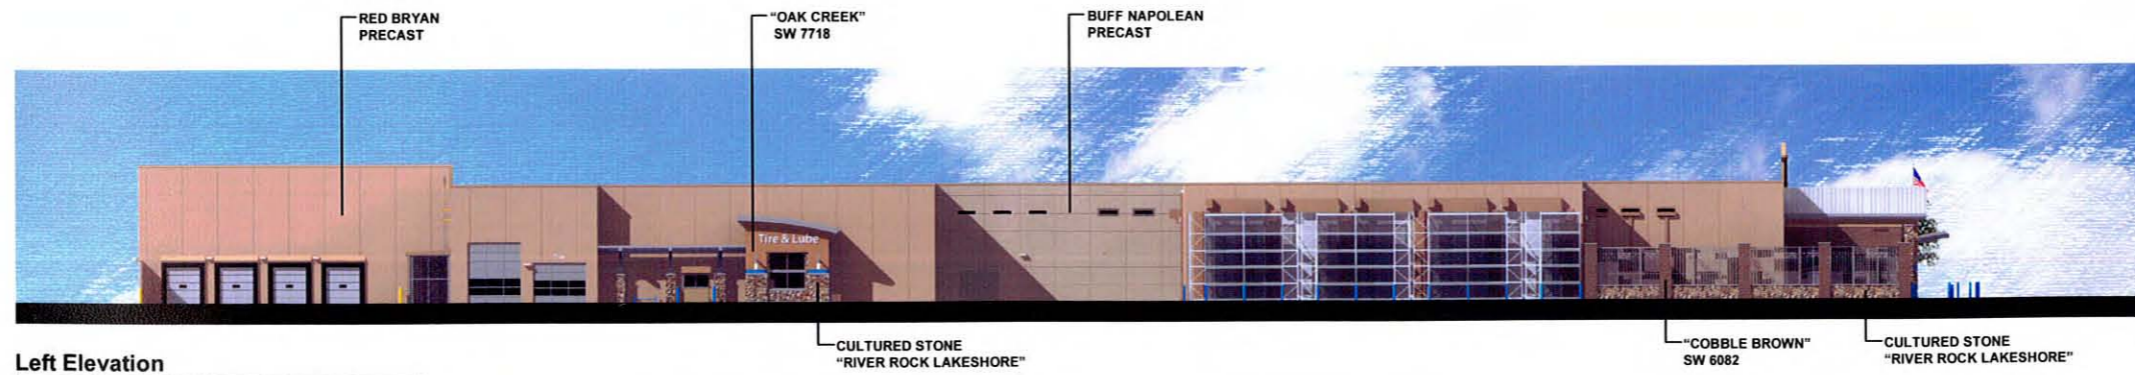 RED BRYAN
PRECAST
"OAK CREEK"
SW 7718
BUFF NAPOLEAN
PRECAST
Tire & Lube
CULTURED STONE
"RIVER ROCK LAKESHORE"
"COBBLE BROWN"
SW 6082
CULTURED STONE
"RIVER ROCK LAKESHORE"
Left Elevation